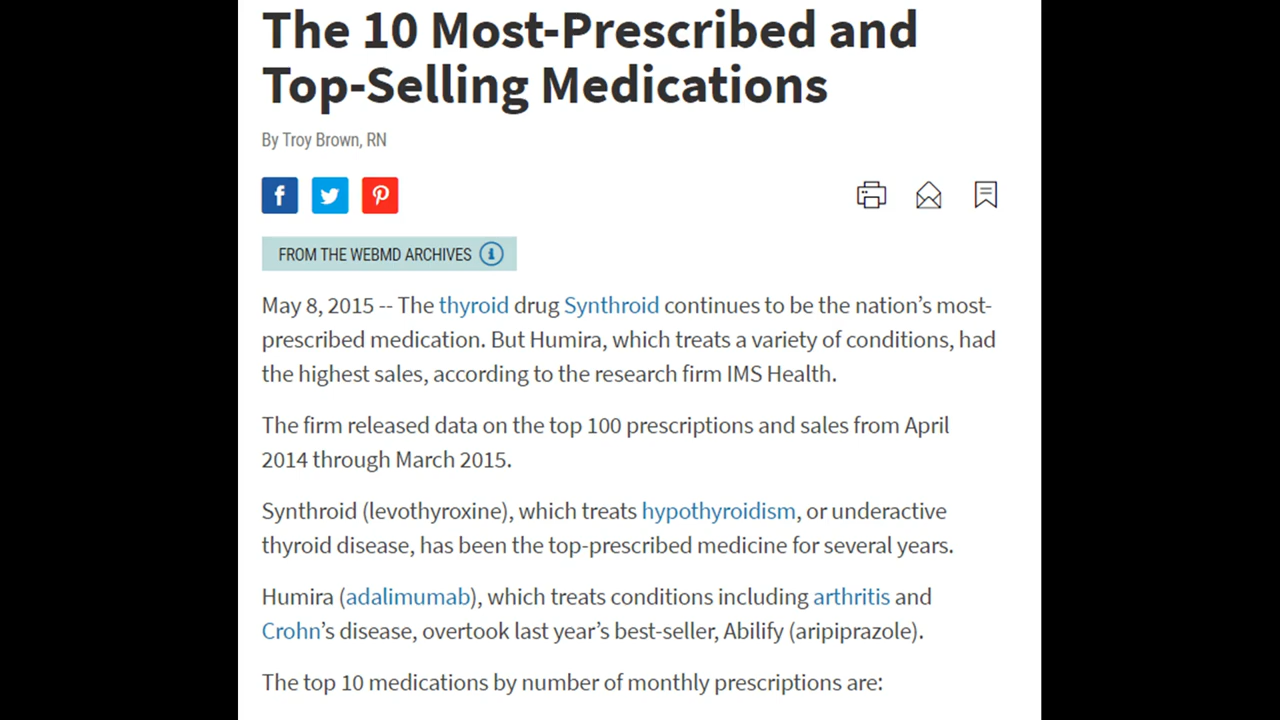 The 10 Most-Prescribed and
Top-Selling Medications
By Troy Brown, RN
FROM THE WEBMD ARCHIVES
May 8, 2015 -- The thyroid drug Synthroid continues to be the nation’s most-
prescribed medication. But Humira, which treats a variety of conditions, had
the highest sales, according to the research firm IMS Health.
The firm released data on the top 100 prescriptions and sales from April
2014 through March 2015.
Synthroid (levothyroxine), which treats hypothyroidism, or underactive
thyroid disease, has been the top-prescribed medicine for several years.
Humira (adalimumab), which treats conditions including arthritis and
Crohn’s disease, overtook last year’s best-seller, Abilify (aripiprazole).
The top 10 medications by number of monthly prescriptions are: